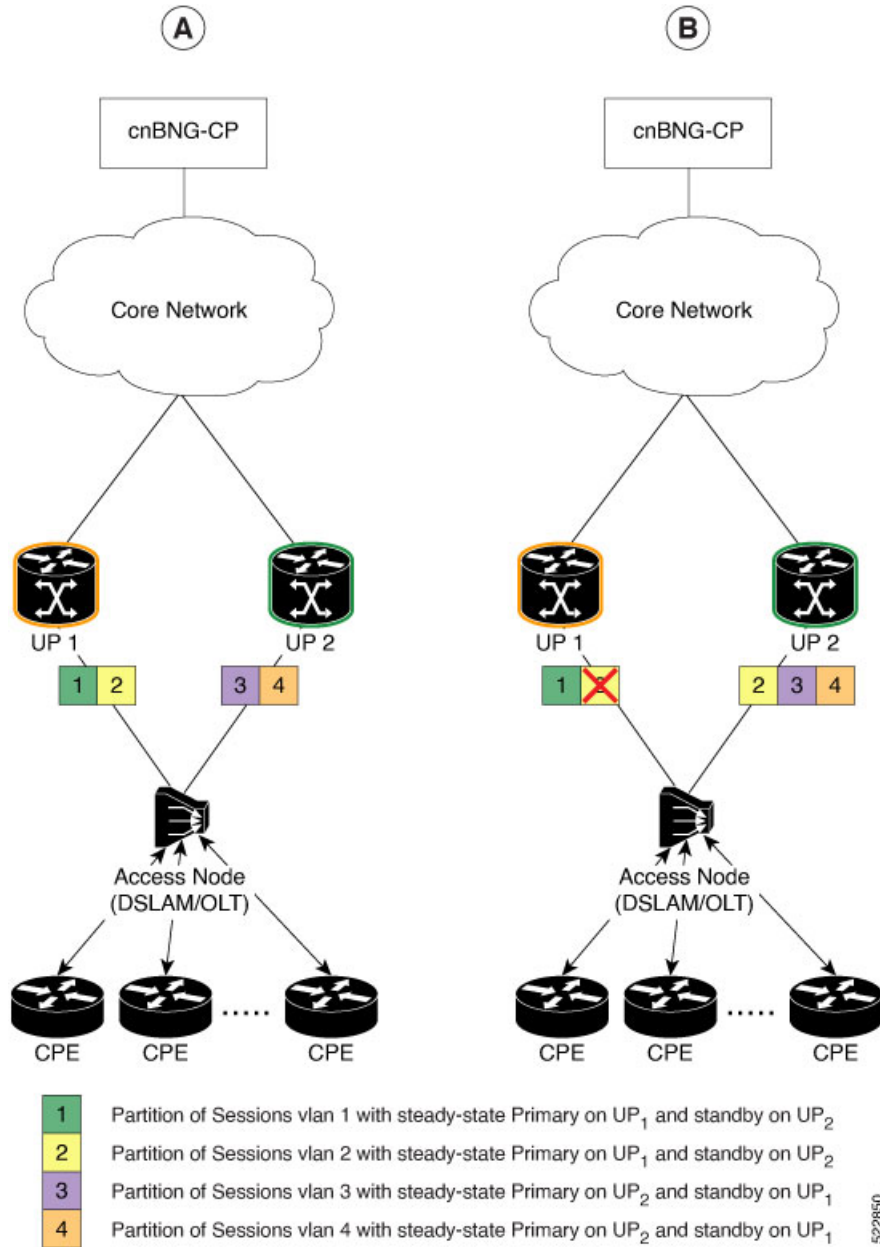 A
B
cnBNG-CP
cnBNG-CP
Core Network
Core Network
UP 1
UP 2
UP 1
UP 2
1 2
3 4
1
2 3 4
Access Node
(DSLAM/OLT)
Access Node
(DSLAM/OLT)
.....
.....
CPE
CPE
CPE
CPE
CPE
CPE
1 Partition of Sessions vlan 1 with steady-state Primary on UP1 and standby on UP2
2 Partition of Sessions vlan 2 with steady-state Primary on UP1 and standby on UP2
3 Partition of Sessions vlan 3 with steady-state Primary on UP2 and standby on UP1
4 Partition of Sessions vlan 4 with steady-state Primary on UP2 and standby on UP1
522850